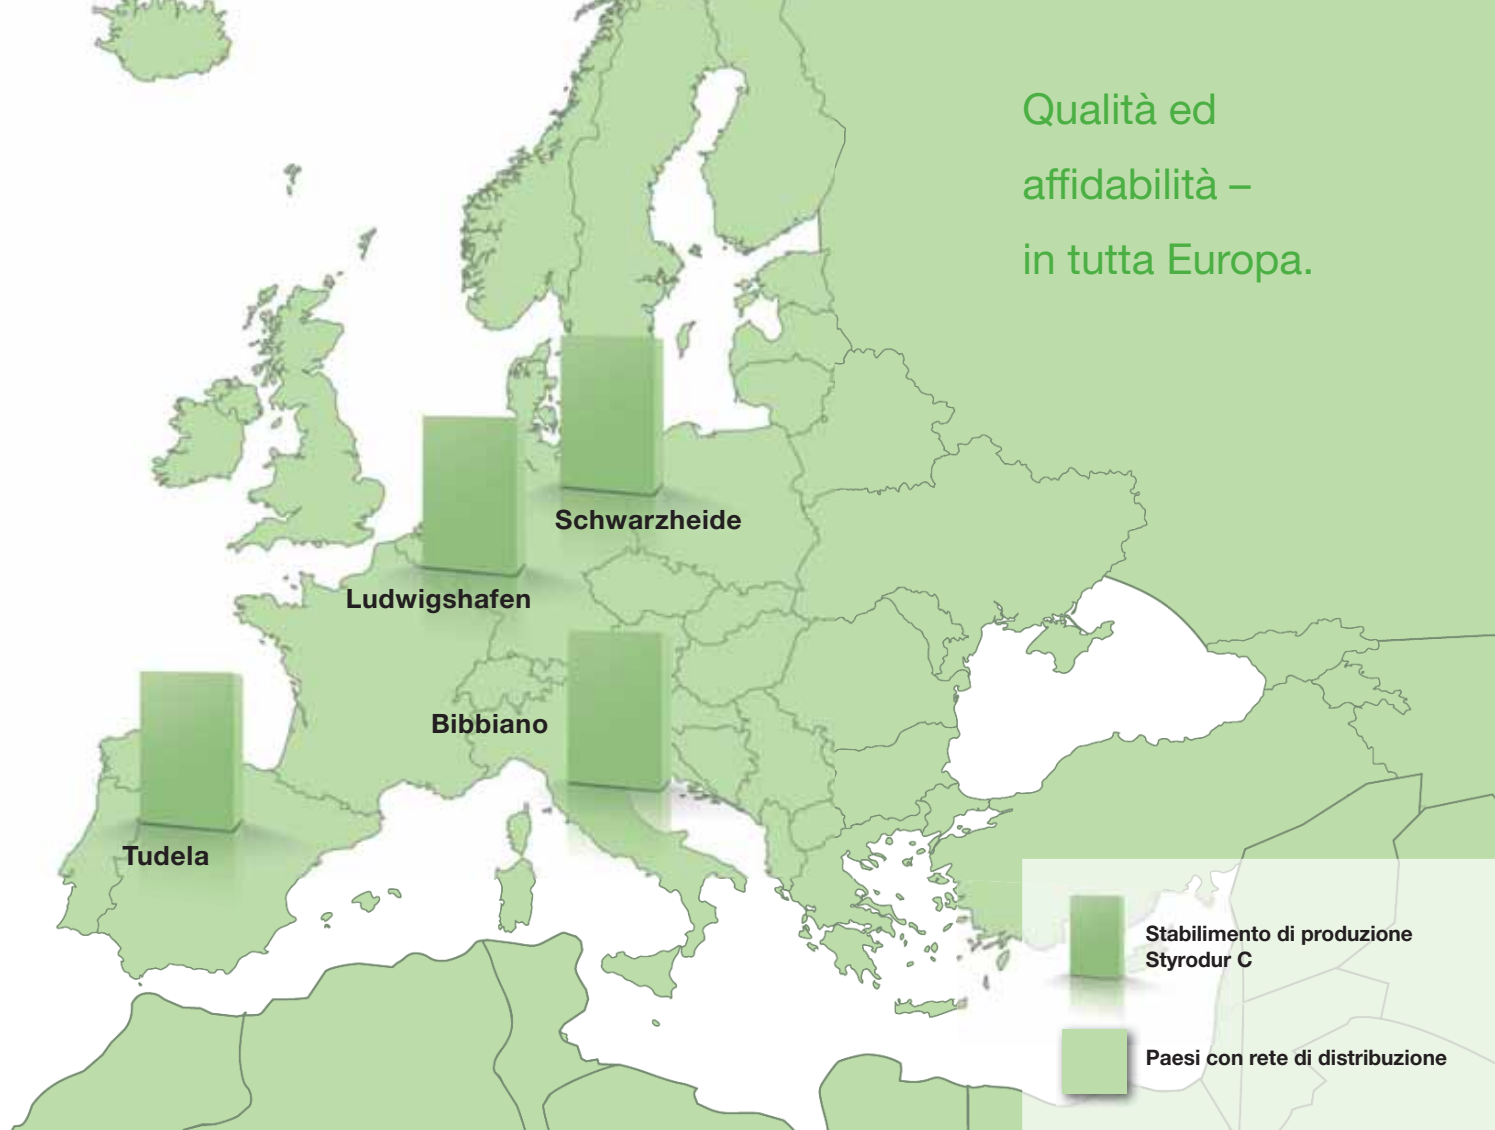 Qualità ed
affidabilità –
in tutta Europa.
Schwarzheide
Ludwigshafen
Bibbiano
Tudela
Stabilimento di produzione
Styrodur C
Paesi con rete di distribuzione